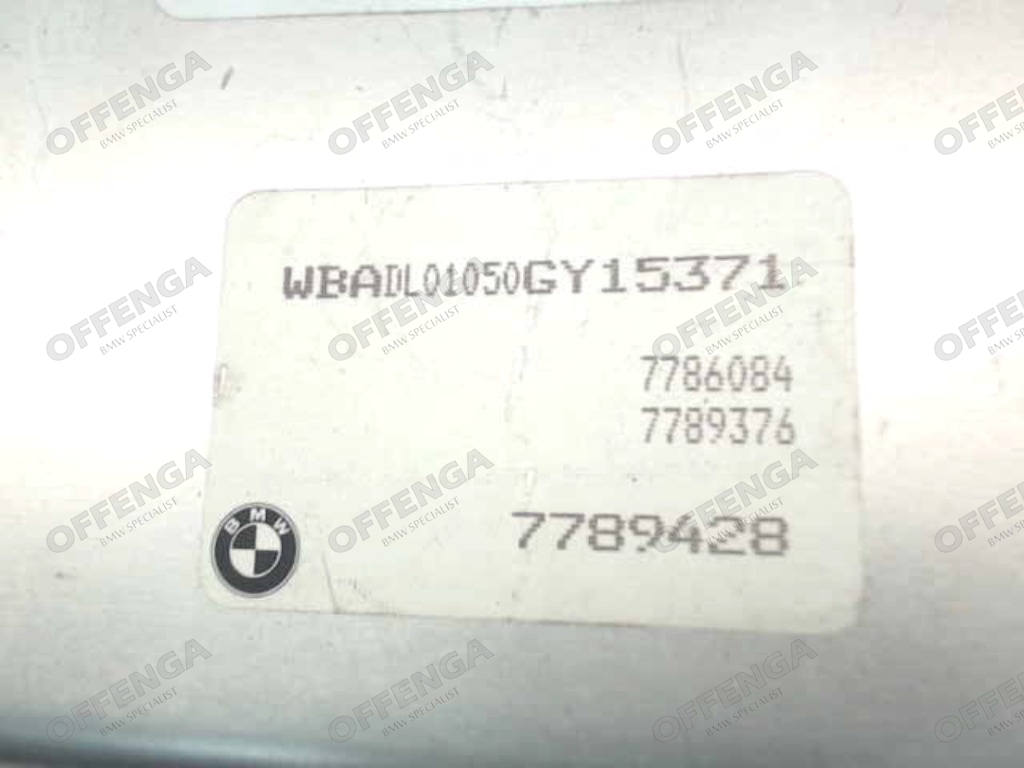 WBADL01050GY15371
7786084
7789376
BMW
7789428
OFFENGA
BMW SPECIALIST